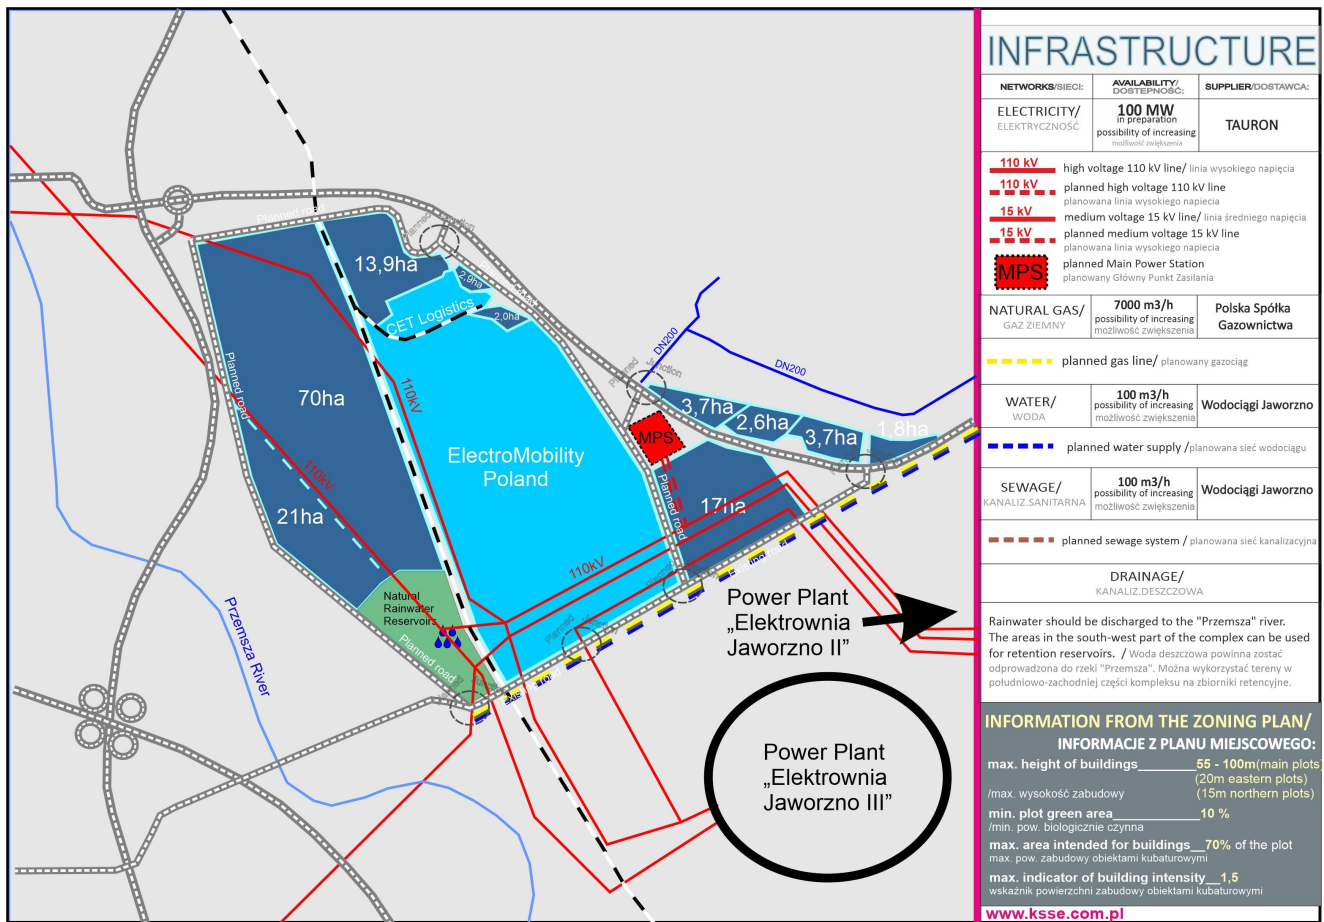 INFRASTRUCTURE
NETWORKS/SIECI:
AVAILABILITY/
DOSTEPNOŚĆ:
SUPPLIER/DOSTAWCA:
ELECTRICITY/
ELEKTRYCZNOŚĆ
100 MW
in preparation
possibility of increasing
możliwość zwiększenia
TAURON
110 kV
high voltage 110 kV line/ linia wysokiego napięcia
110 kV
planned high voltage 110 kV line
planowana linia wysokiego napiecia
15 kV
medium voltage 15 kV line/ linia średniego napięcia
15 kV
planned medium voltage 15 kV line
planowana linia wysokiego napiecia
MPS
planned Main Power Station
planowany Główny Punkt Zasilania
NATURAL GAS/
GAZ ZIEMNY
7000 m3/h
possibility of increasing
możliwość zwiększenia
Polska Spółka
Gazownictwa
planned gas line/ planowany gazociąg
WATER/
WODA
100 m3/h
possibility of increasing
możliwość zwiększenia
Wodociągi Jaworzno
planned water supply /planowana sieć wodociągu
SEWAGE/
KANALIZ.SANITARNA
100 m3/h
possibility of increasing
możliwość zwiększenia
Wodociągi Jaworzno
planned sewage system / planowana sieć kanalizacyjna
DRAINAGE/
KANALIZ.DESZCZOWA
Rainwater should be discharged to the "Przemsza" river.
The areas in the south-west part of the complex can be used
for retention reservoirs. / Woda deszczowa powinna zostać
odprowadzona do rzeki "Przemsza". Można wykorzystać tereny w
południowo-zachodniej części kompleksu na zbiorniki retencyjne.
INFORMATION FROM THE ZONING PLAN/
INFORMACJE Z PLANU MIEJSCOWEGO:
max. height of buildings______55 - 100m(main plots)
(20m eastern plots)
/max. wysokość zabudowy
(15m northern plots)
min. plot green area_________10 %
/min. pow. biologicznie czynna
max. area intended for buildings__70% of the plot
max. pow. zabudowy obiektami kubaturowymi
max. indicator of building intensity__1,5
wskaźnik powierzchni zabudowy obiektami kubaturowymi
www.ksse.com.pl
Planned road
Planned
13,9ha
2,9ha
2,0ha
CET Logistics
DN200
DN200
Planned
junction
Planned road
70ha
110kV
3,7ha
2,6ha
3,7ha
1,8ha
MPS
ElectroMobility
Poland
110kV
Planned road
17ha
21ha
110kV
Natural
Rainwater
Reservoirs
Planned road
Przemsza River
Planned
Power Plant
„Elektrownia
Jaworzno II”
Power Plant
„Elektrownia
Jaworzno III”